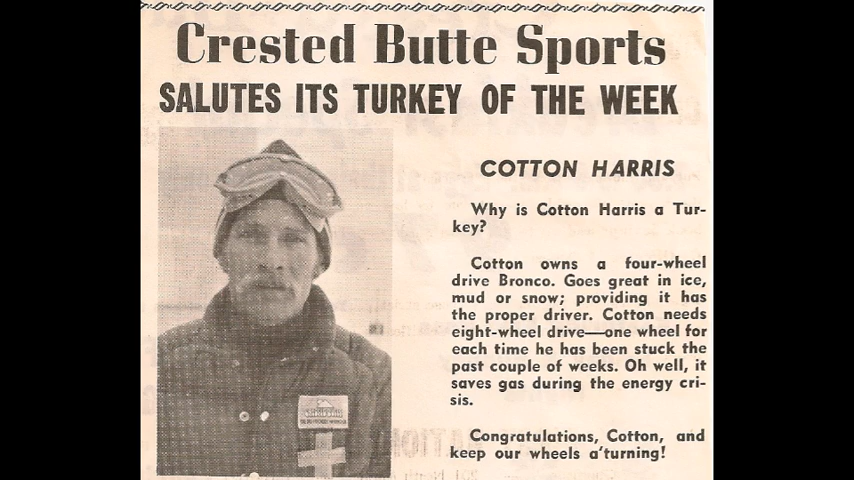 Crested Butte Sports
SALUTES ITS TURKEY OF THE WEEK
COTTON HARRIS
Why is Cotton Harris a Tur-
key?
Cotton owns a four-wheel
drive Bronco. Goes great in ice,
mud or snow; providing it has
the proper driver. Cotton needs
eight-wheel drive—one wheel for
each time he has been stuck the
past couple of weeks. Oh well, it
saves gas during the energy cri-
sis.
Congratulations, Cotton, and
keep our wheels a'turning!